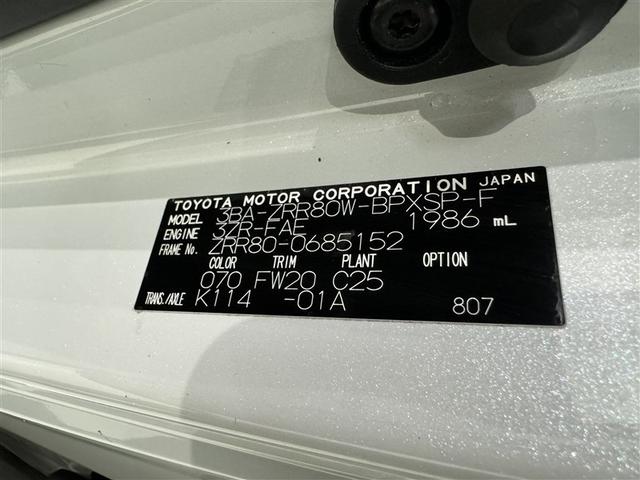 TOYOTA MOTOR CORPORATION JAPAN
MODEL 3BA-ZRR80W-BPXSP-F
ENGINE 3ZR-FAE 1986 mL
FRAME No. ZRR80-0685152
COLOR TRIM PLANT OPTION
070 FW20 C25
TRANS./AXLE K114 -01A 807